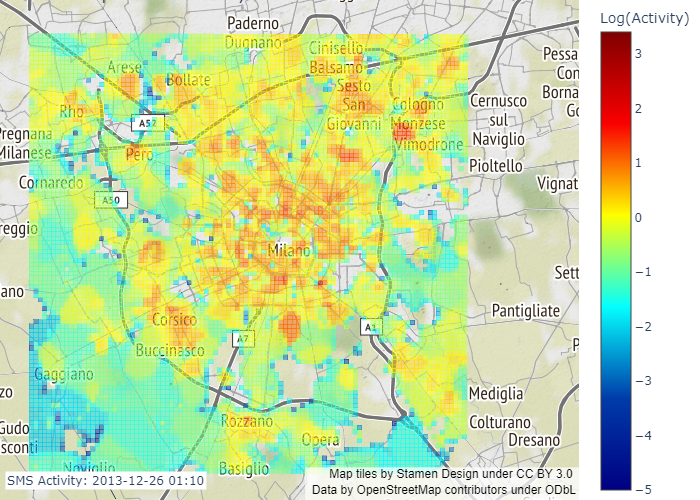 Log(Activity)
Paderno
Dugnano
Cinisello
Balsamo
Arese
Bollate
Sesto
San
Giovanni
Rho
Cologno
Monzese
Vimodrone
Cernusco
sul
Naviglio
Pessa
Con
Borna
Go
A52
Pregnana
Milanese
Pero
Pioltello
Cornaredo
A50
Vignat
reggio
Milano
Sett
ano
Pantigliate
Corsico
A7
A1
Buccinasco
P
Gaggiano
zo
Mediglia
Rozzano
Colturano
Gudo
sconti
Opera
Dresano
Noviglio
Basiglio
3
2
1
0
−1
−2
−3
−4
−5
SMS Activity: 2013-12-26 01:10
Map tiles by Stamen Design under CC BY 3.0
Data by OpenStreetMap contributors under ODbL